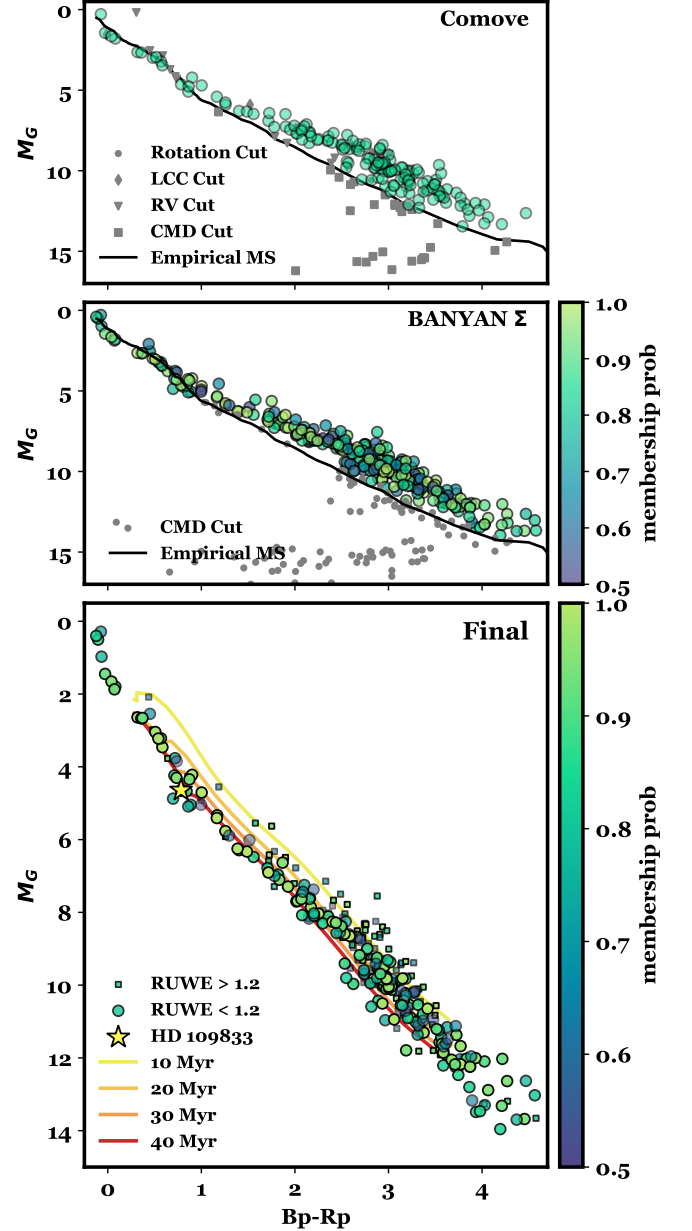 0
Comove
5
M_G
10
Rotation Cut
LCC Cut
RV Cut
CMD Cut
15
Empirical MS
0
BANYAN Σ
5
M_G
10
CMD Cut
15
Empirical MS
1.0
0.9
0.8
0.7
0.6
0.5
membership prob
0
Final
2
4
6
M_G
8
10
12
14
RUWE > 1.2
RUWE < 1.2
HD 109833
10 Myr
20 Myr
30 Myr
40 Myr
0 1 2 3 4
Bp-Rp
1.0
0.9
0.8
0.7
0.6
0.5
membership prob